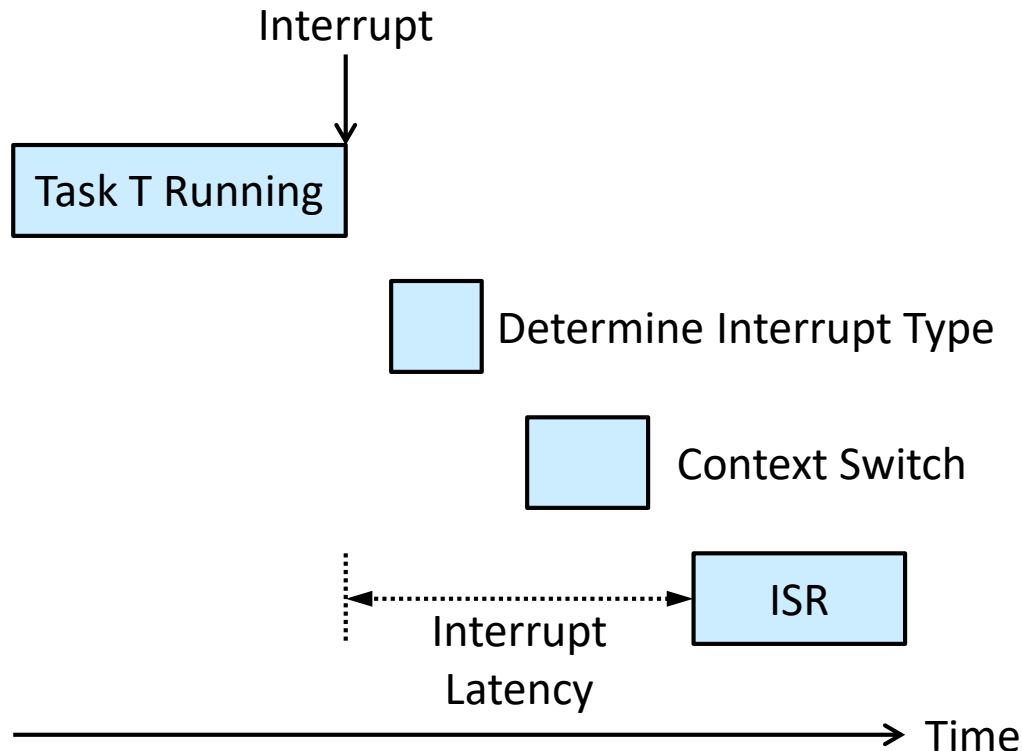 Interrupt
Task T Running
Determine Interrupt Type
Context Switch
ISR
Interrupt
Latency
Time